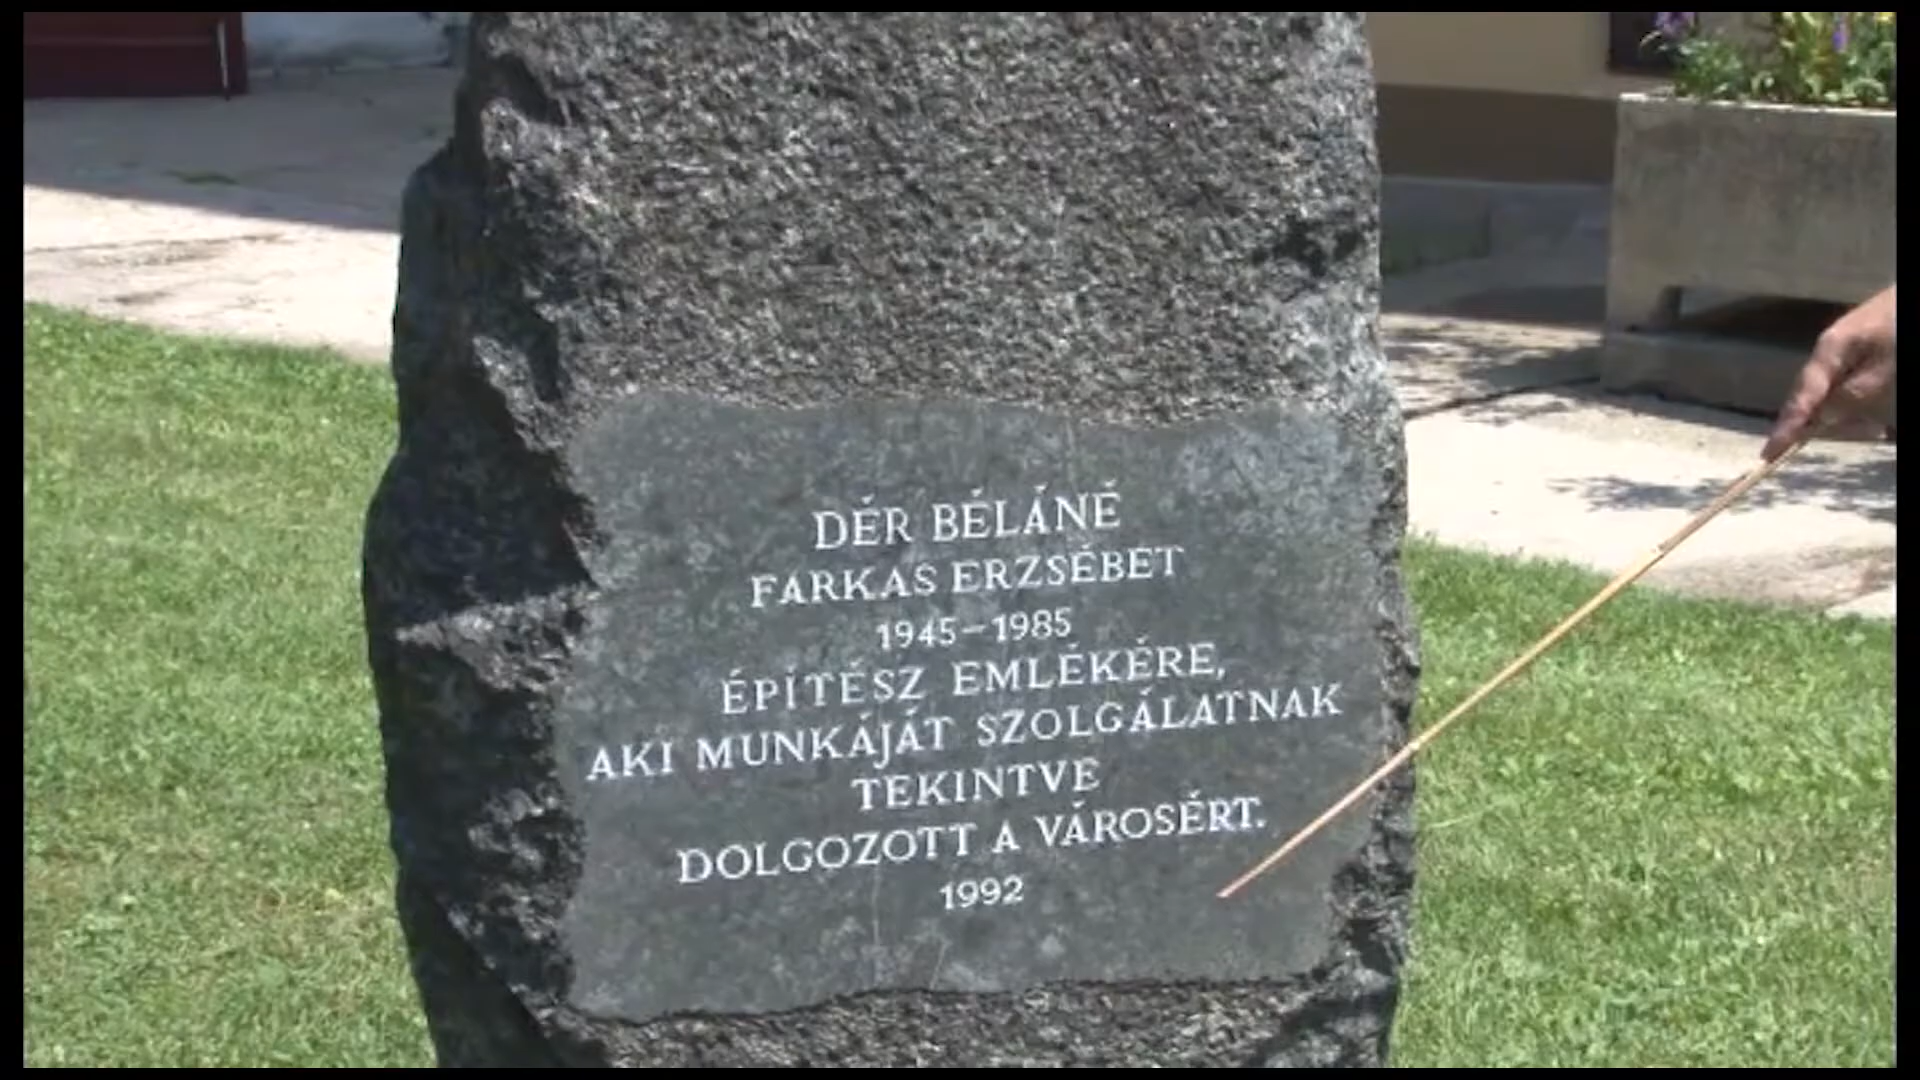 DÉR BÉLÁNÉ
FARKAS ERZSÉBET
1945–1985
ÉPÍTÉSZ EMLÉKÉRE,
AKI MUNKÁJÁT SZOLGÁLATNAK
TEKINTVE
DOLGOZOTT A VÁROSÉRT.
1992